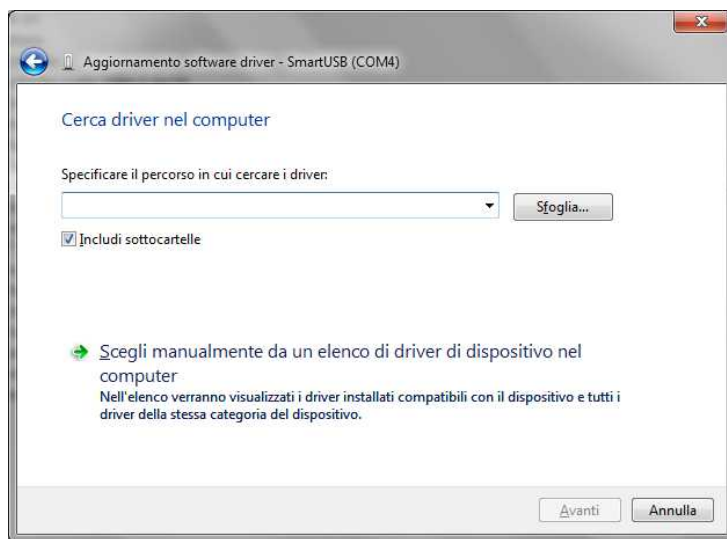 Aggiornamento software driver - SmartUSB (COM4)
Cerca driver nel computer
Specificare il percorso in cui cercare i driver:
Sfoglia...
Includi sottocartelle
Scegli manualmente da un elenco di driver di dispositivo nel
computer
Nell'elenco verranno visualizzati i driver installati compatibili con il dispositivo e tutti i
driver della stessa categoria del dispositivo.
Avanti
Annulla